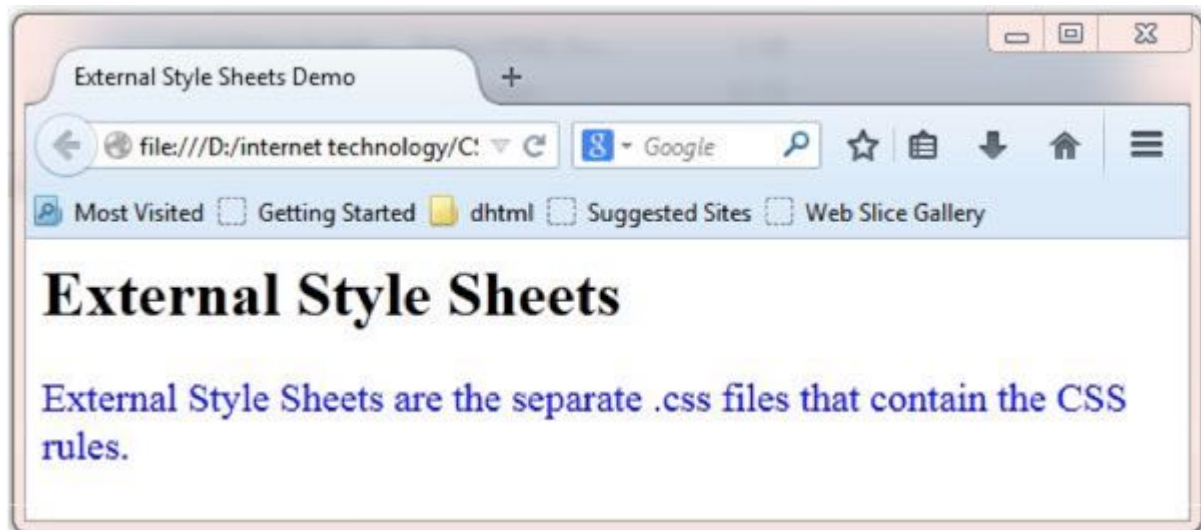 External Style Sheets Demo
file:///D:/internet technology/C
Google
Most Visited Getting Started dhtml Suggested Sites Web Slice Gallery
External Style Sheets
External Style Sheets are the separate .css files that contain the CSS
rules.